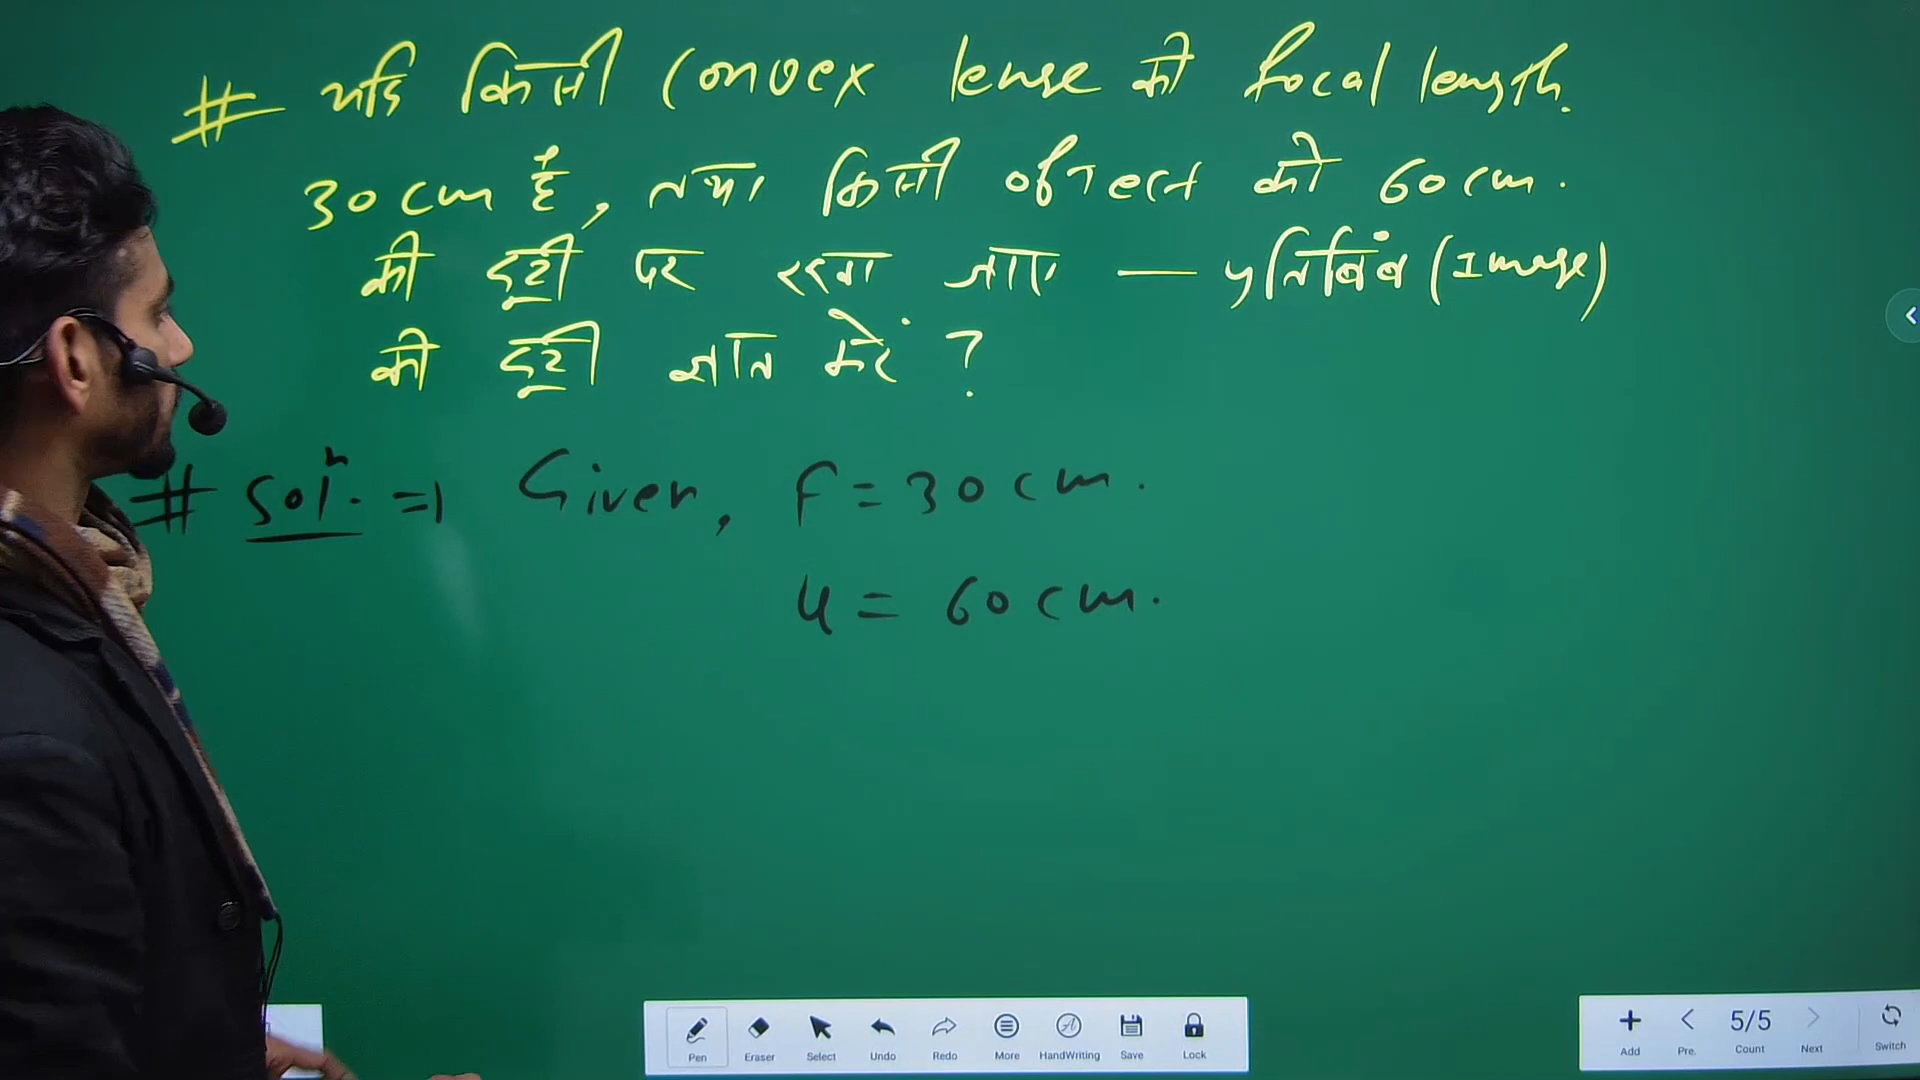 # यदि किसी Convex lense की focal length.
30 cm है, तथा किसी object को 60 cm.
की दूरी पर रखा जाए — प्रतिबिंब (Image)
की दूरी ज्ञात करें ?
# Solⁿ. => Given, F = 30 cm.
u = 60 cm.
Pen
Eraser
Select
Undo
Redo
More
HandWriting
Save
Lock
Add
Pre.
5/5
Count
Next
Switch